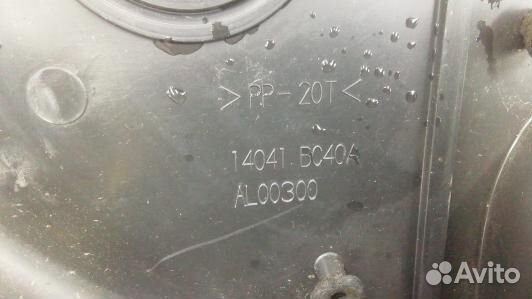 > PP-20T <
14041 BC40A
AL00300
Avito